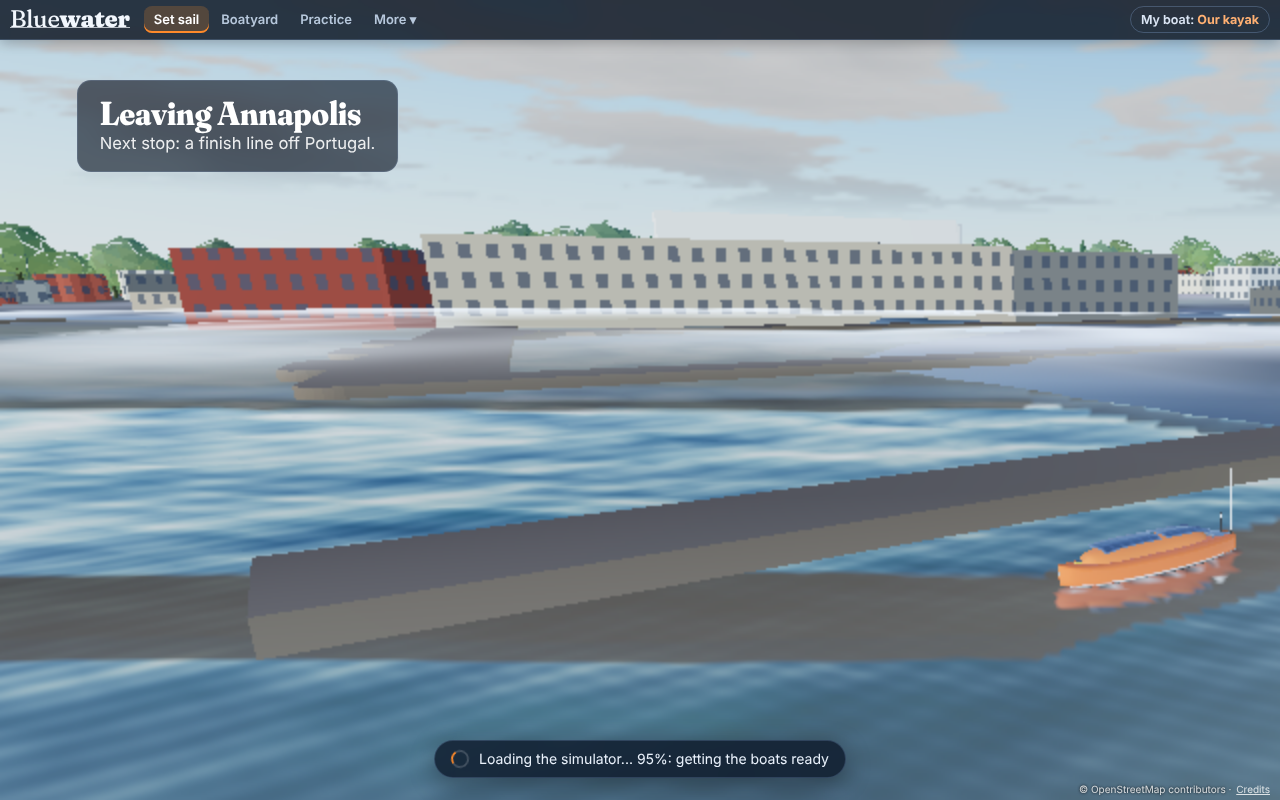 Bluewater
Set sail
Boatyard
Practice
More ▾
My boat: Our kayak
Leaving Annapolis
Next stop: a finish line off Portugal.
Loading the simulator… 95%: getting the boats ready
© OpenStreetMap contributors · Credits